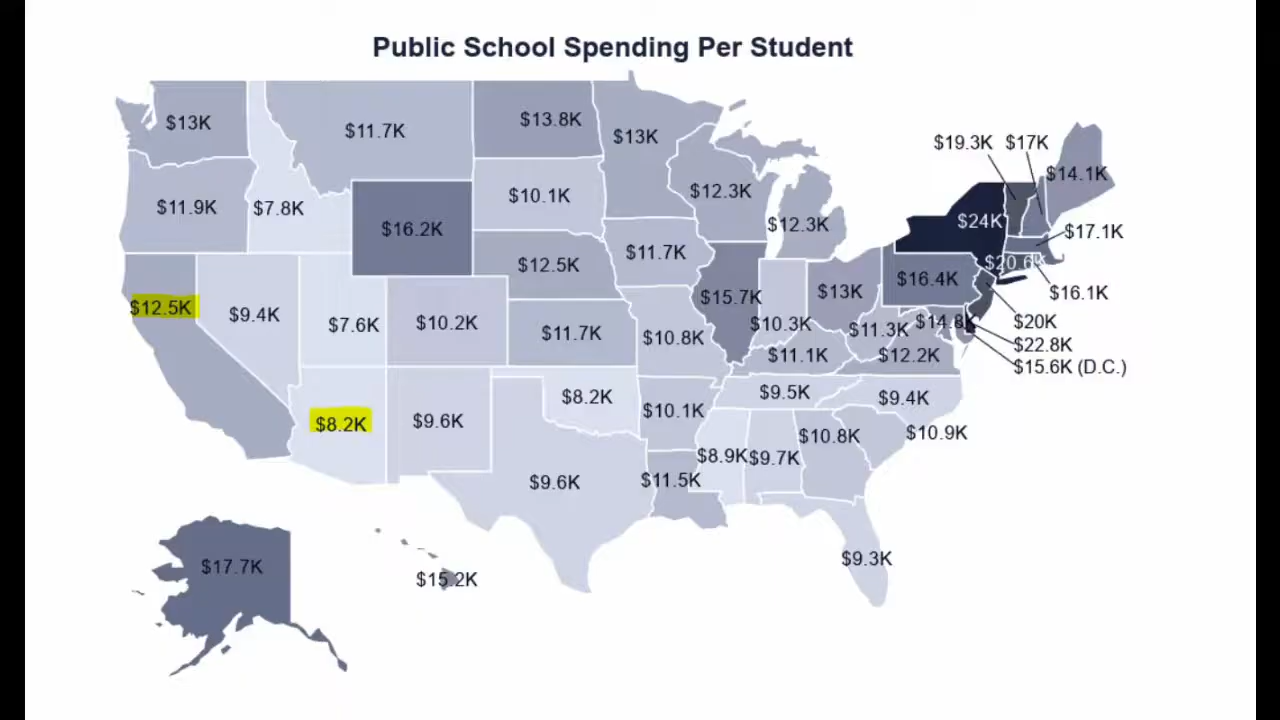 Public School Spending Per Student
$13K
$11.7K
$13.8K
$13K
$19.3K
$17K
$14.1K
$11.9K
$7.8K
$16.2K
$10.1K
$12.3K
$12.3K
$24K
$17.1K
$12.5K
$9.4K
$7.6K
$10.2K
$12.5K
$11.7K
$11.7K
$15.7K
$10.3K
$13K
$16.4K
$20.6K
$16.1K
$10.8K
$11.1K
$11.3K
$14.8K
$12.2K
$20K
$22.8K
$15.6K (D.C.)
$8.2K
$9.6K
$8.2K
$10.1K
$9.5K
$9.4K
$9.6K
$11.5K
$8.9K
$9.7K
$10.8K
$10.9K
$9.3K
$17.7K
$15.2K